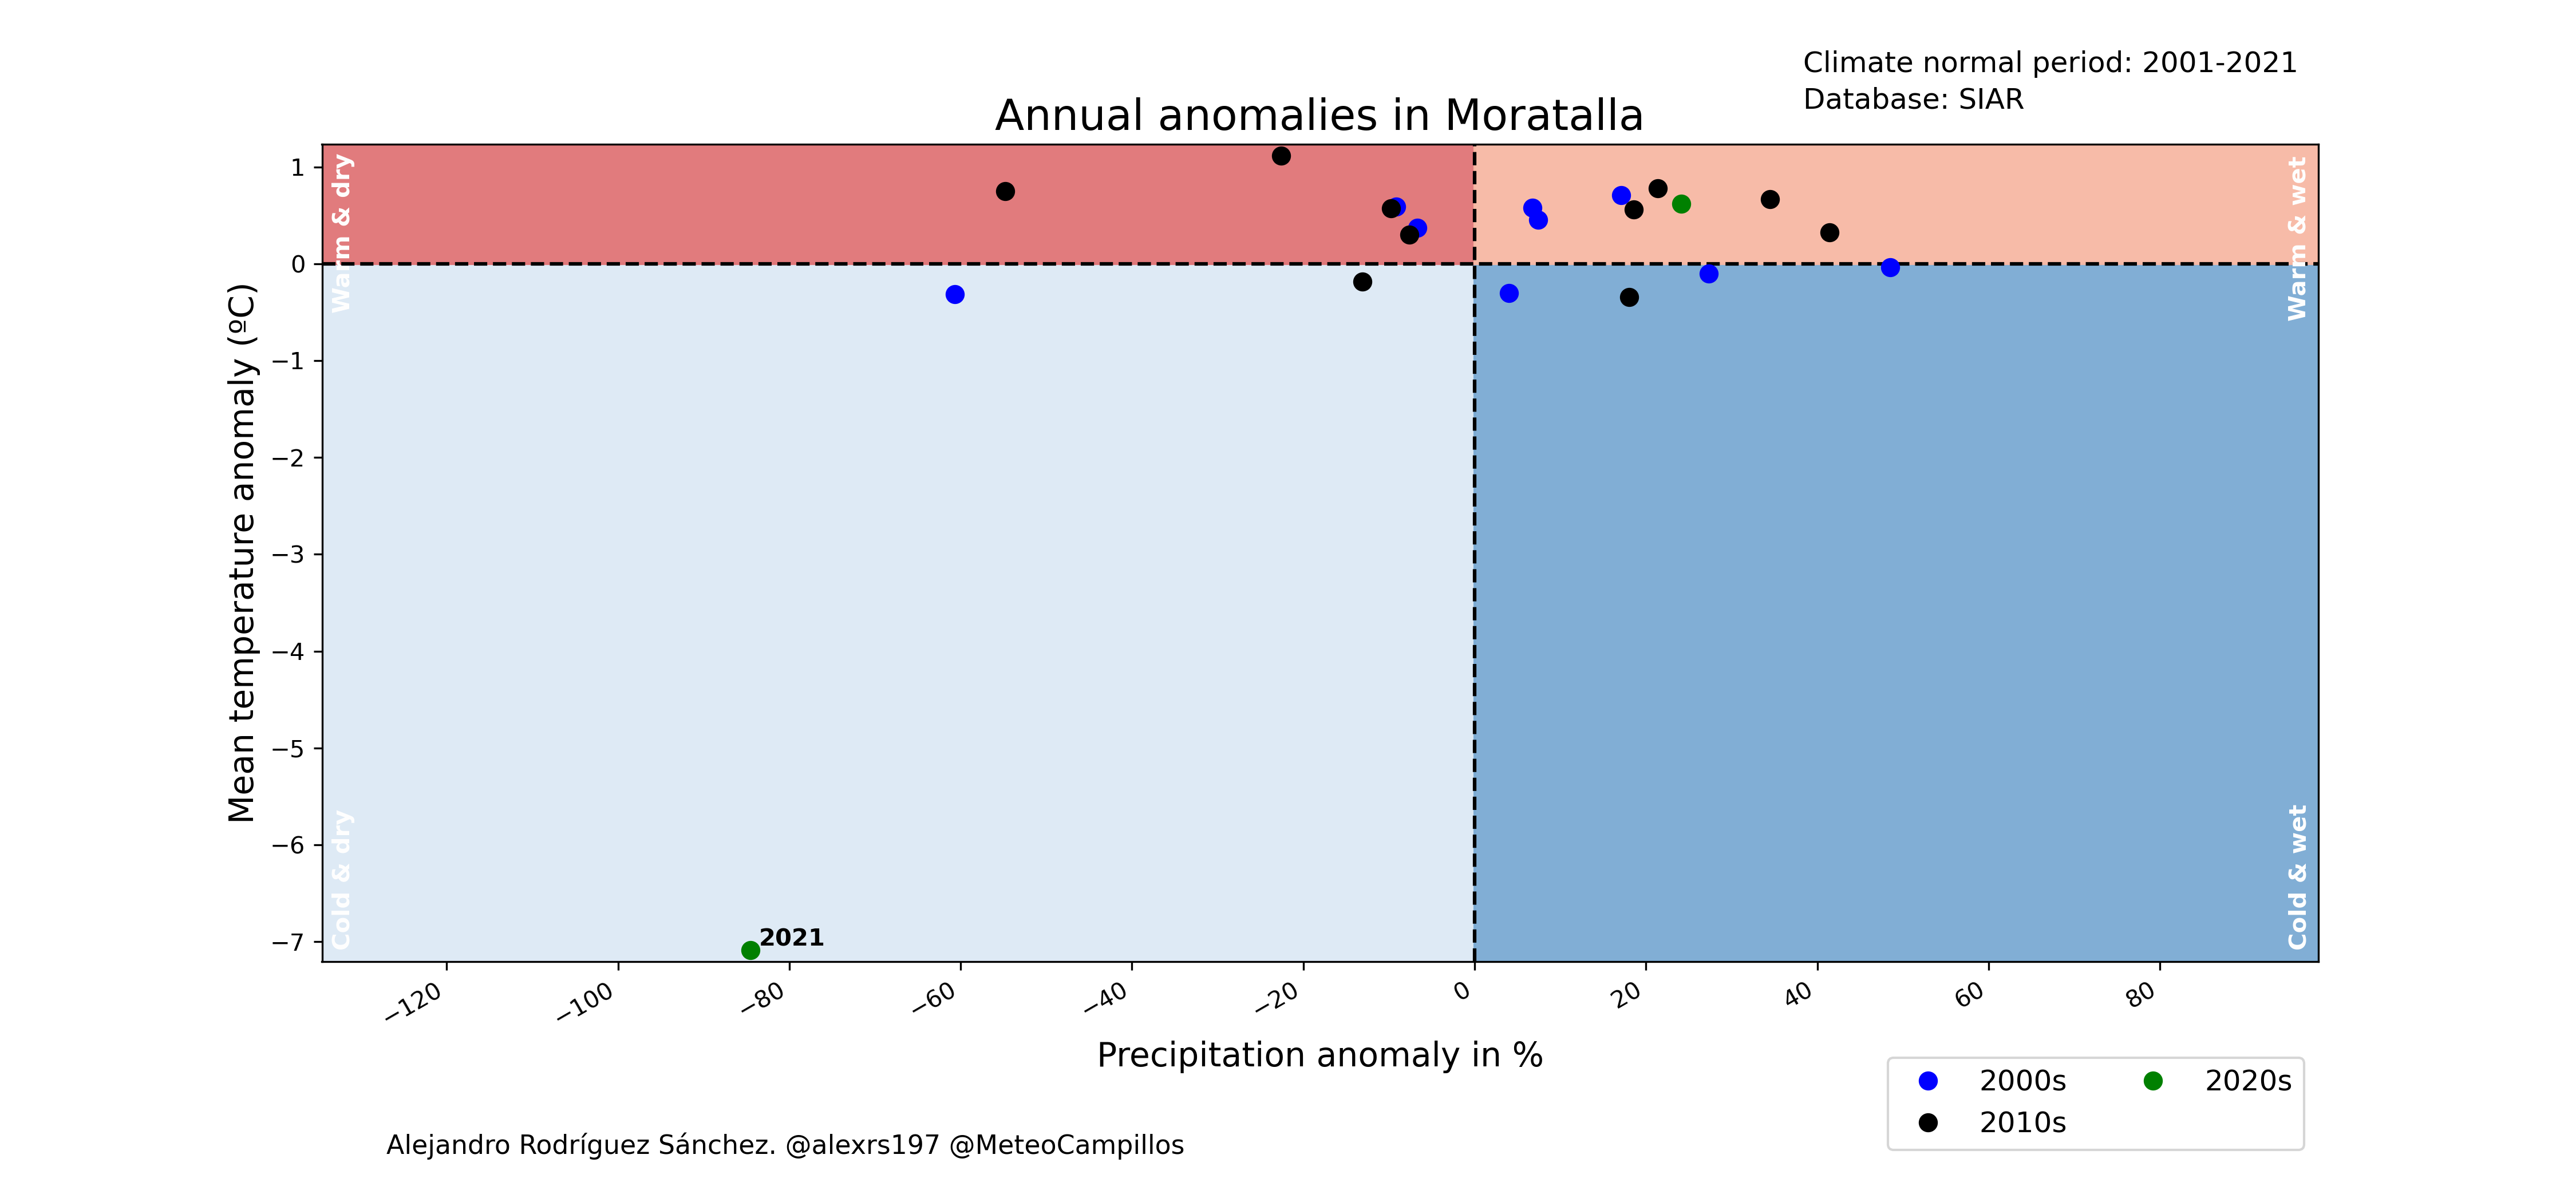 Climate normal period: 2001-2021
Database: SIAR
Annual anomalies in Moratalla
Warm & dry
Warm & wet
Cold & dry
Cold & wet
Mean temperature anomaly (ºC)
1
0
−1
−2
−3
−4
−5
−6
−7
2021
−120
−100
−80
−60
−40
−20
0
20
40
60
80
Precipitation anomaly in %
2000s
2010s
2020s
Alejandro Rodríguez Sánchez. @alexrs197 @MeteoCampillos